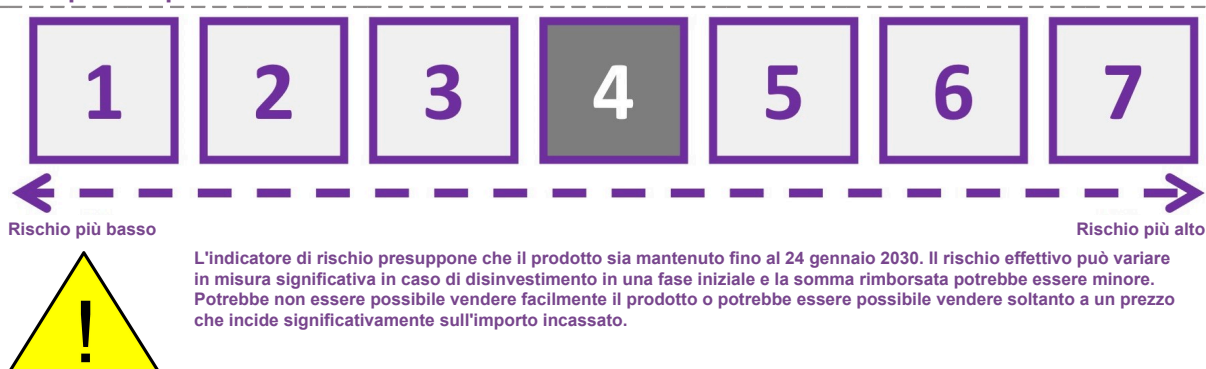 1 2 3 4 5 6 7
Rischio più basso Rischio più alto
L'indicatore di rischio presuppone che il prodotto sia mantenuto fino al 24 gennaio 2030. Il rischio effettivo può variare
in misura significativa in caso di disinvestimento in una fase iniziale e la somma rimborsata potrebbe essere minore.
Potrebbe non essere possibile vendere facilmente il prodotto o potrebbe essere possibile vendere soltanto a un prezzo
che incide significativamente sull'importo incassato.
!